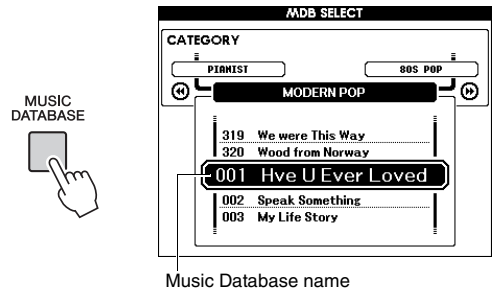 MDB SELECT
CATEGORY
PIANIST
80S POP
MODERN POP
MUSIC
DATABASE
319 We were This Way
320 Wood from Norway
001 Hve U Ever Loved
002 Speak Something
003 My Life Story
Music Database name